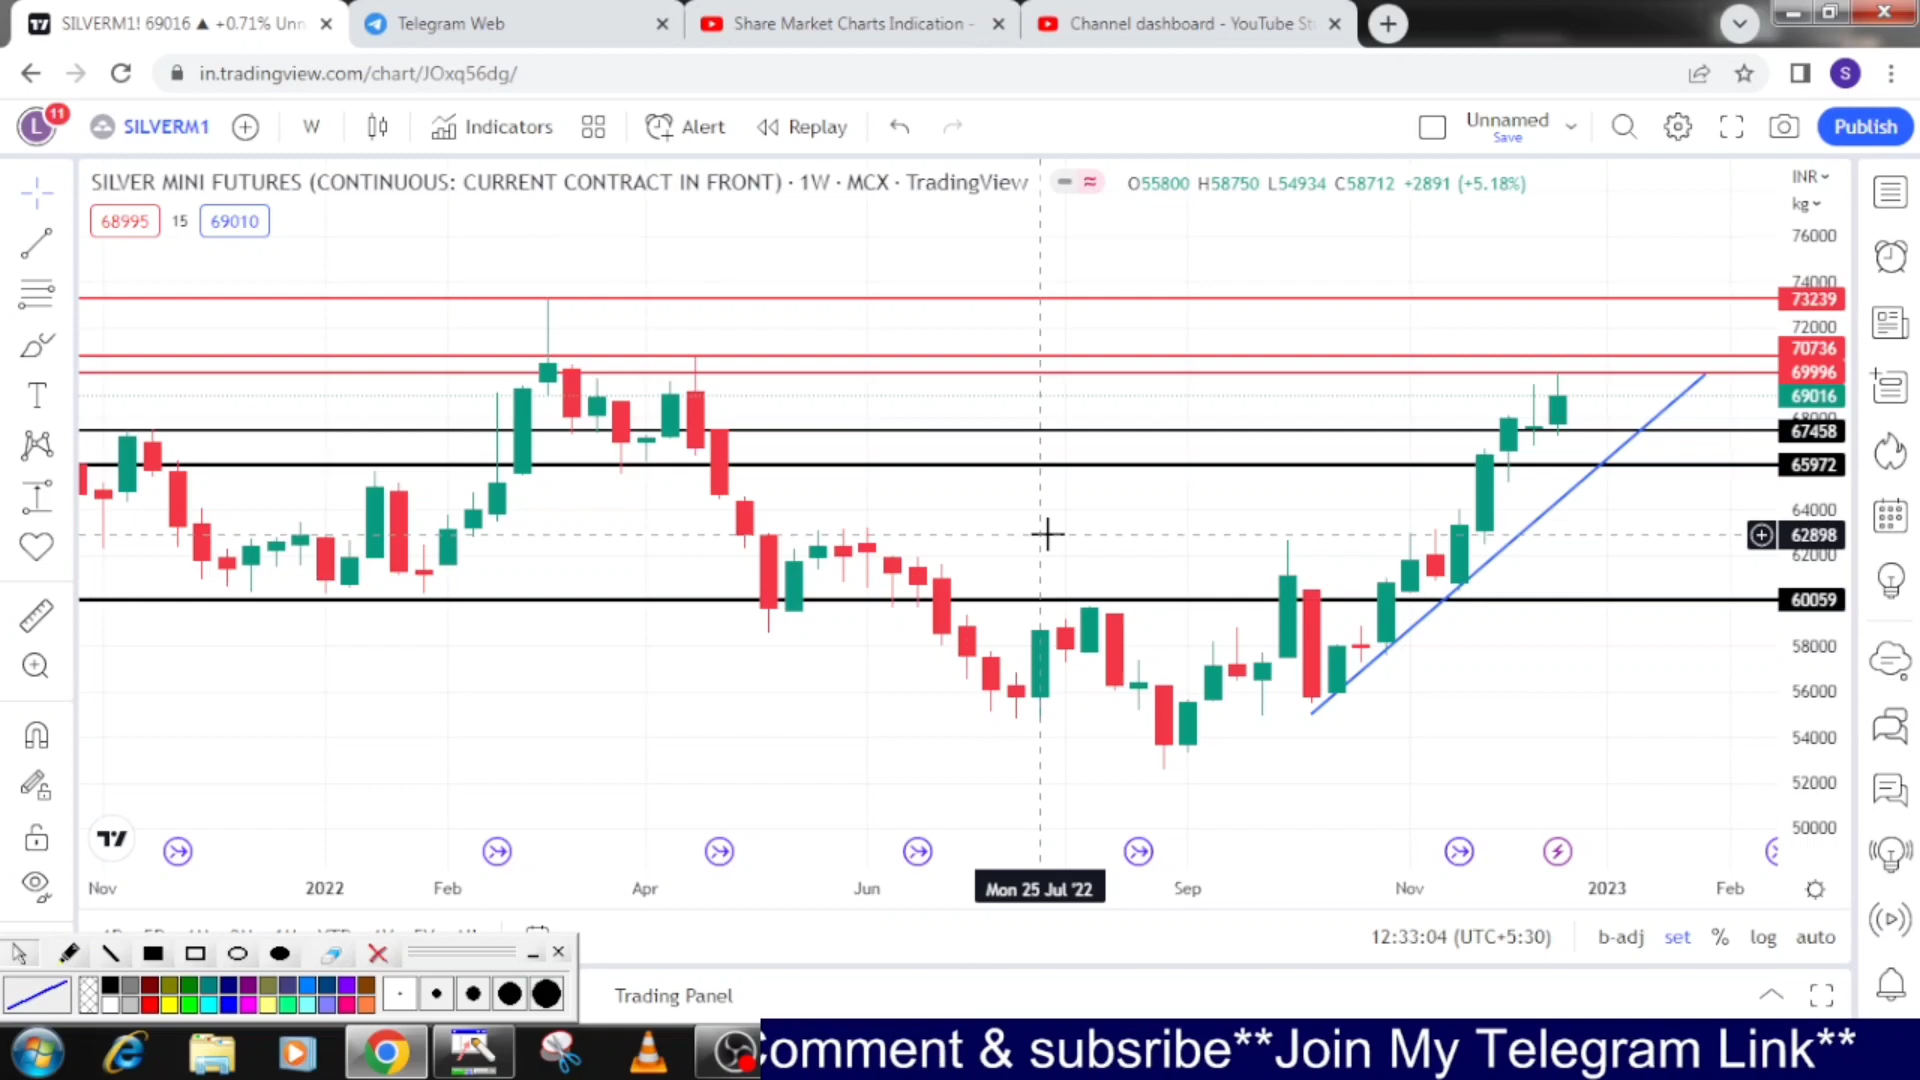 SILVERM1! 69016 ▲ +0.71% Unn
Telegram Web
Share Market Charts Indication -
Channel dashboard - YouTube St
in.tradingview.com/chart/JOxq56dg/
S
L
11
SILVERM1
W
Indicators
Alert
Replay
Unnamed
Save
Publish
SILVER MINI FUTURES (CONTINUOUS: CURRENT CONTRACT IN FRONT) · 1W · MCX · TradingView
O55800 H58750 L54934 C58712 +2891 (+5.18%)
INR
kg
68995
15
69010
76000
74000
73239
72000
70736
69996
69016
68000
67458
65972
64000
62898
62000
60059
58000
56000
54000
52000
50000
Nov
2022
Feb
Apr
Jun
Mon 25 Jul '22
Sep
Nov
2023
Feb
12:33:04 (UTC+5:30)
b-adj
set
%
log
auto
Trading Panel
Comment & subsribe**Join My Telegram Link**